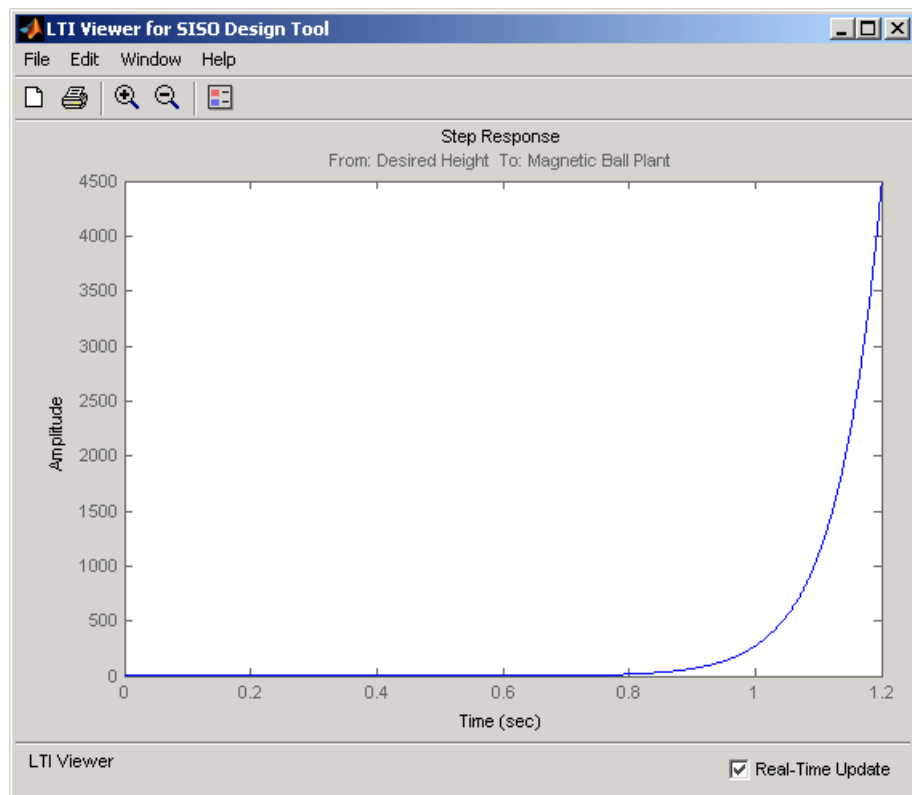 LTI Viewer for SISO Design Tool
File Edit Window Help
Step Response
From: Desired Height To: Magnetic Ball Plant
4500
4000
3500
3000
2500
2000
1500
1000
500
0
Amplitude
0 0.2 0.4 0.6 0.8 1 1.2
Time (sec)
LTI Viewer
Real-Time Update